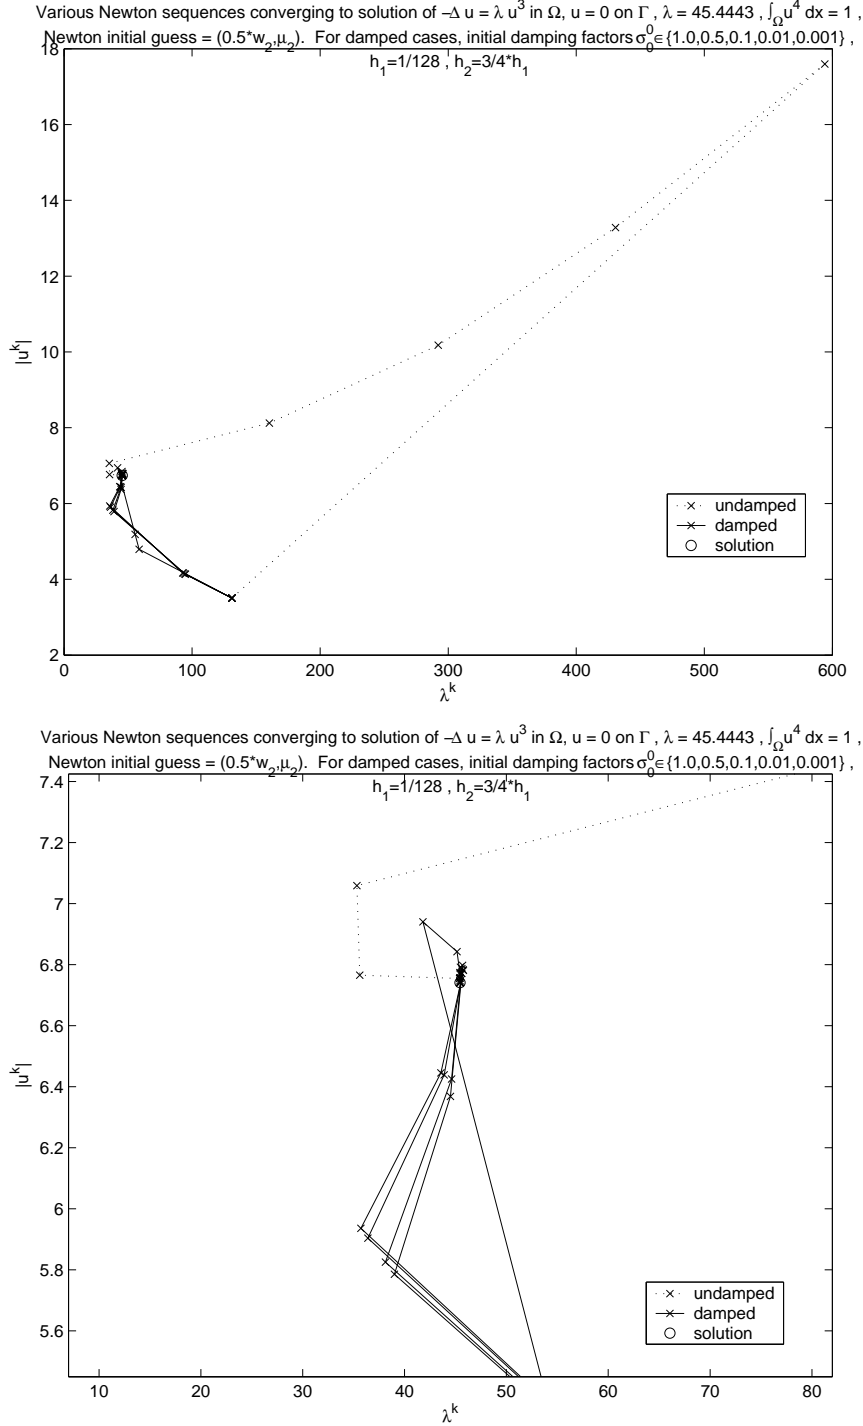 Various Newton sequences converging to solution of −Δ u = λ u³ in Ω, u = 0 on Γ , λ = 45.4443 , ∫_Ω u⁴ dx = 1 ,
Newton initial guess = (0.5*w₂,μ₂). For damped cases, initial damping factors σ₀⁰∈{1.0,0.5,0.1,0.01,0.001} ,
h₁=1/128 , h₂=3/4*h₁
18
16
14
12
10
8
6
4
2
|uᵏ|
undamped
damped
solution
0
100
200
300
400
500
600
λᵏ
Various Newton sequences converging to solution of −Δ u = λ u³ in Ω, u = 0 on Γ , λ = 45.4443 , ∫_Ω u⁴ dx = 1 ,
Newton initial guess = (0.5*w₂,μ₂). For damped cases, initial damping factors σ₀⁰∈{1.0,0.5,0.1,0.01,0.001} ,
h₁=1/128 , h₂=3/4*h₁
7.4
7.2
7
6.8
6.6
6.4
6.2
6
5.8
5.6
|uᵏ|
undamped
damped
solution
10
20
30
40
50
60
70
80
λᵏ